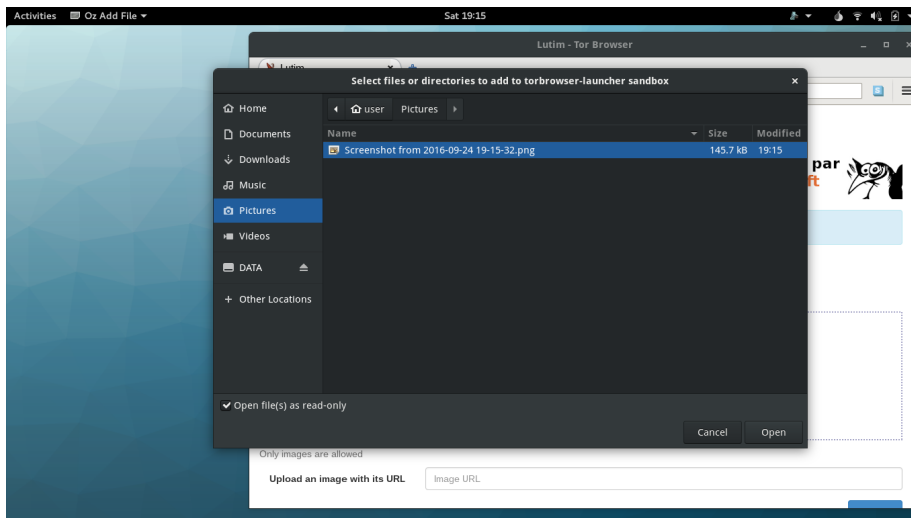 Activities Oz Add File Sat 19:15
Lutim - Tor Browser
Lutim
Select files or directories to add to torbrowser-launcher sandbox
Home
user Pictures
Documents
Name Size Modified
Screenshot from 2016-09-24 19-15-32.png 145.7 kB 19:15
Downloads
Music
Pictures
Videos
DATA
Other Locations
par
ft
Open file(s) as read-only
Cancel Open
Only images are allowed
Upload an image with its URL Image URL